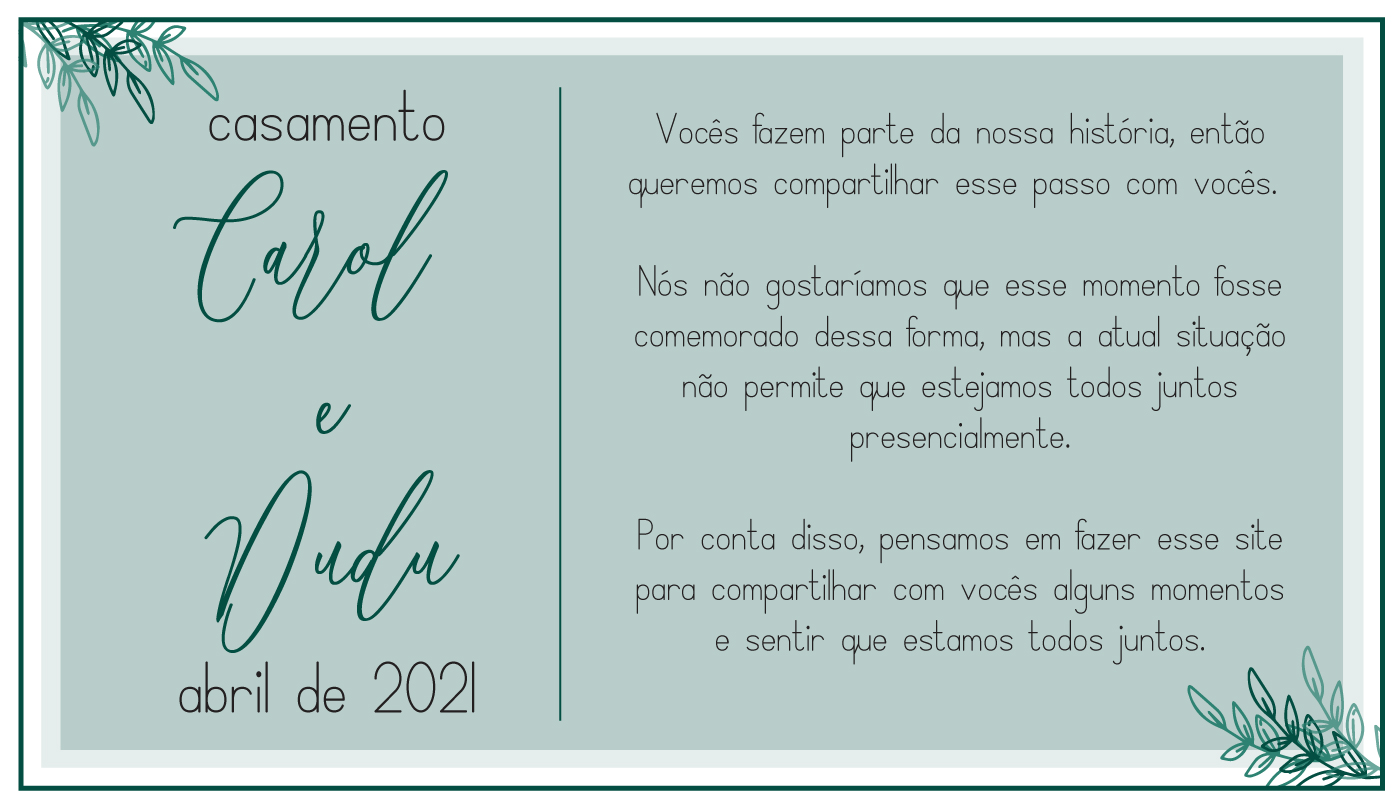 casamento
Carol
e
Dudu
abril de 2021
Vocês fazem parte da nossa história, então
queremos compartilhar esse passo com vocês.
Nós não gostaríamos que esse momento fosse
comemorado dessa forma, mas a atual situação
não permite que estejamos todos juntos
presencialmente.
Por conta disso, pensamos em fazer esse site
para compartilhar com vocês alguns momentos
e sentir que estamos todos juntos.